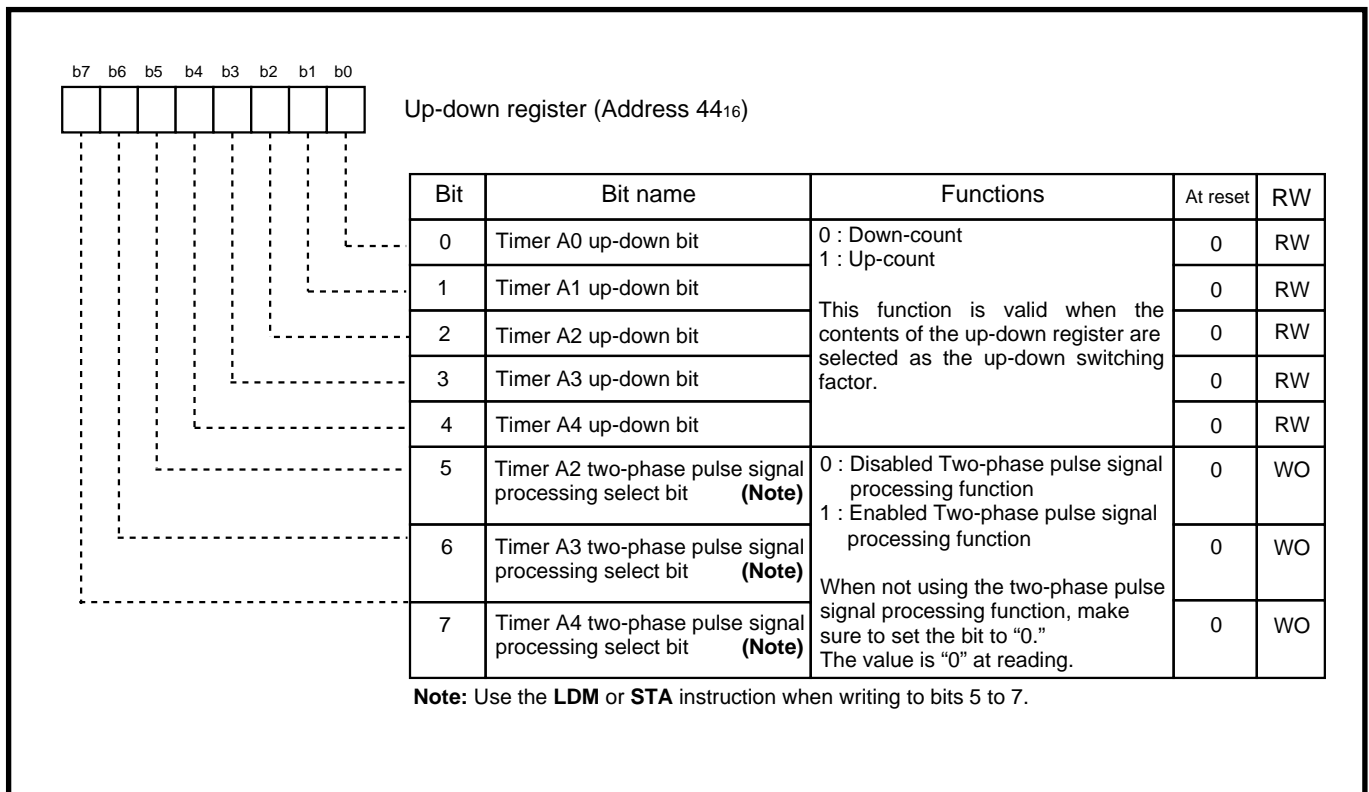 b7 b6 b5 b4 b3 b2 b1 b0
Up-down register (Address 44₁₆)
Bit Bit name Functions At reset RW
0 Timer A0 up-down bit 0 : Down-count 0 RW
1 : Up-count
1 Timer A1 up-down bit 0 RW
This function is valid when the
2 Timer A2 up-down bit contents of the up-down register are 0 RW
selected as the up-down switching
3 Timer A3 up-down bit factor. 0 RW
4 Timer A4 up-down bit 0 RW
5 Timer A2 two-phase pulse signal 0 : Disabled Two-phase pulse signal 0 WO
processing select bit (Note) processing function
1 : Enabled Two-phase pulse signal
6 Timer A3 two-phase pulse signal processing function 0 WO
processing select bit (Note)
When not using the two-phase pulse
signal processing function, make
7 Timer A4 two-phase pulse signal sure to set the bit to “0.” 0 WO
processing select bit (Note) The value is “0” at reading.
Note: Use the LDM or STA instruction when writing to bits 5 to 7.